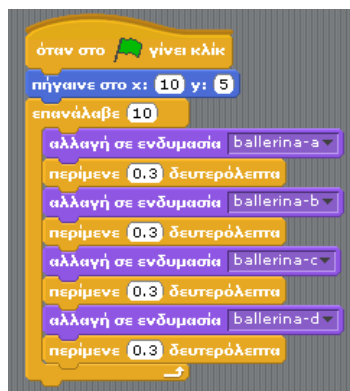 όταν στο γίνει κλικ
πήγαινε στο x: 10 y: 5
επανάλαβε 10
αλλαγή σε ενδυμασία ballerina-a
περίμενε 0.3 δευτερόλεπτα
αλλαγή σε ενδυμασία ballerina-b
περίμενε 0.3 δευτερόλεπτα
αλλαγή σε ενδυμασία ballerina-c
περίμενε 0.3 δευτερόλεπτα
αλλαγή σε ενδυμασία ballerina-d
περίμενε 0.3 δευτερόλεπτα